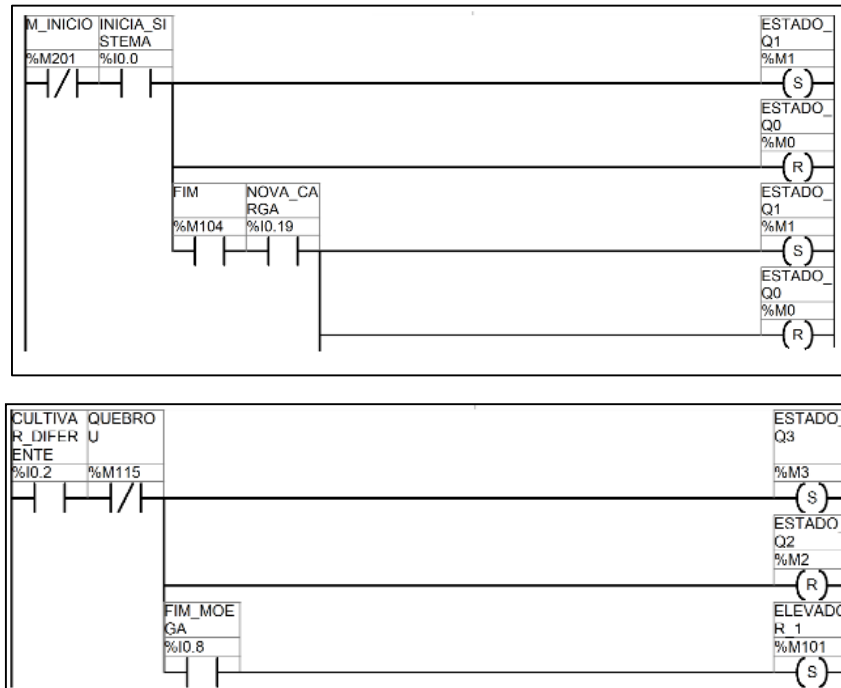 M_INICIO INICIA_SI
STEMA
%M201 %I0.0
ESTADO_
Q1
%M1
S
ESTADO_
Q0
%M0
R
FIM NOVA_CA
RGA
%M104 %I0.19
ESTADO_
Q1
%M1
S
ESTADO_
Q0
%M0
R
CULTIVA QUEBRO
R_DIFER U
ENTE
%I0.2 %M115
ESTADO_
Q3
%M3
S
ESTADO_
Q2
%M2
R
FIM_MOE
GA
%I0.8
ELEVADO
R_1
%M101
S